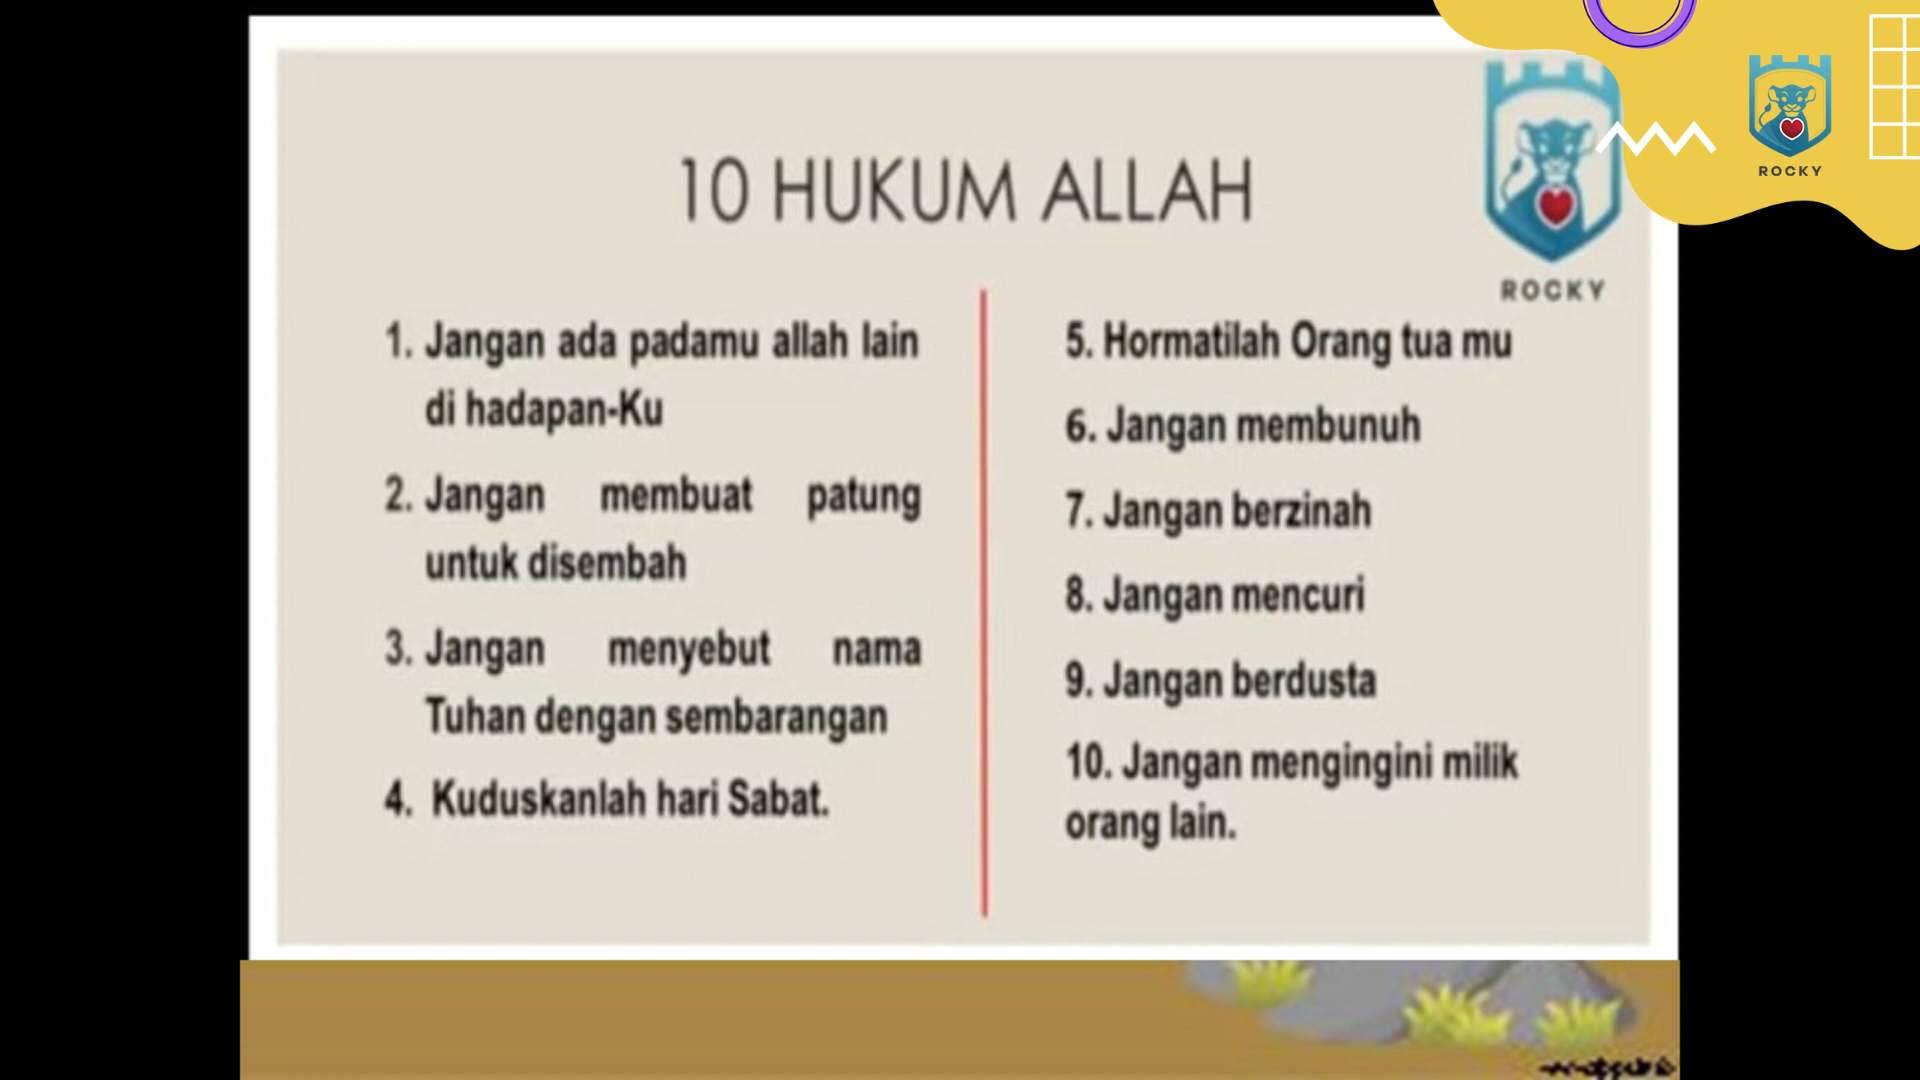 10 HUKUM ALLAH
ROCKY
ROCKY
1. Jangan ada padamu allah lain
di hadapan-Ku
2. Jangan membuat patung
untuk disembah
3. Jangan menyebut nama
Tuhan dengan sembarangan
4. Kuduskanlah hari Sabat.
5. Hormatilah Orang tua mu
6. Jangan membunuh
7. Jangan berzinah
8. Jangan mencuri
9. Jangan berdusta
10. Jangan mengingini milik
orang lain.